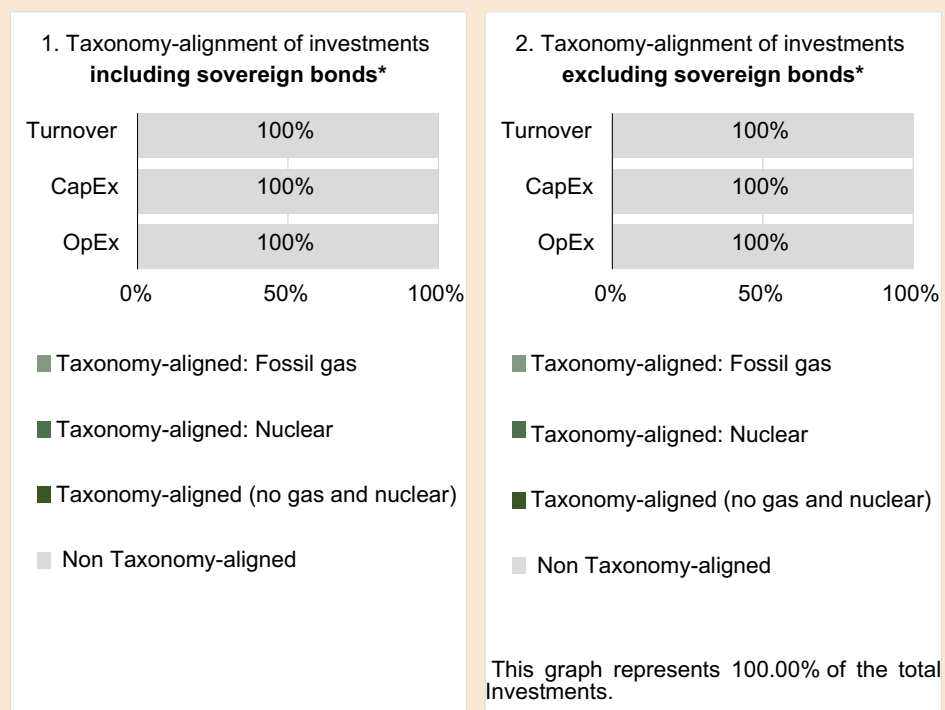 1. Taxonomy-alignment of investments
including sovereign bonds*
Turnover 100%
CapEx 100%
OpEx 100%
0% 50% 100%
Taxonomy-aligned: Fossil gas
Taxonomy-aligned: Nuclear
Taxonomy-aligned (no gas and nuclear)
Non Taxonomy-aligned
2. Taxonomy-alignment of investments
excluding sovereign bonds*
Turnover 100%
CapEx 100%
OpEx 100%
0% 50% 100%
Taxonomy-aligned: Fossil gas
Taxonomy-aligned: Nuclear
Taxonomy-aligned (no gas and nuclear)
Non Taxonomy-aligned
This graph represents 100.00% of the total
Investments.